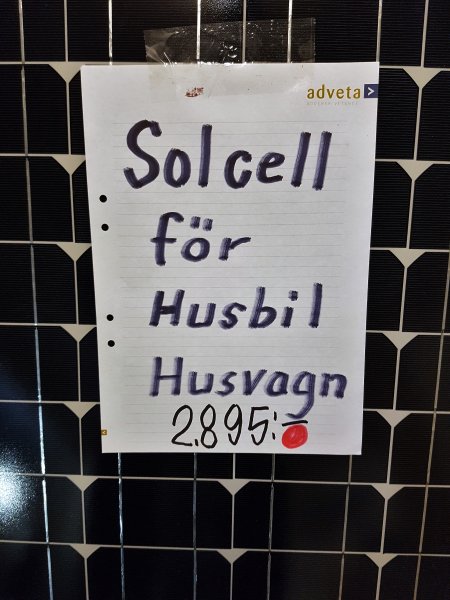 adveta
Solcell
för
Husbil
Husvagn
2.895:-